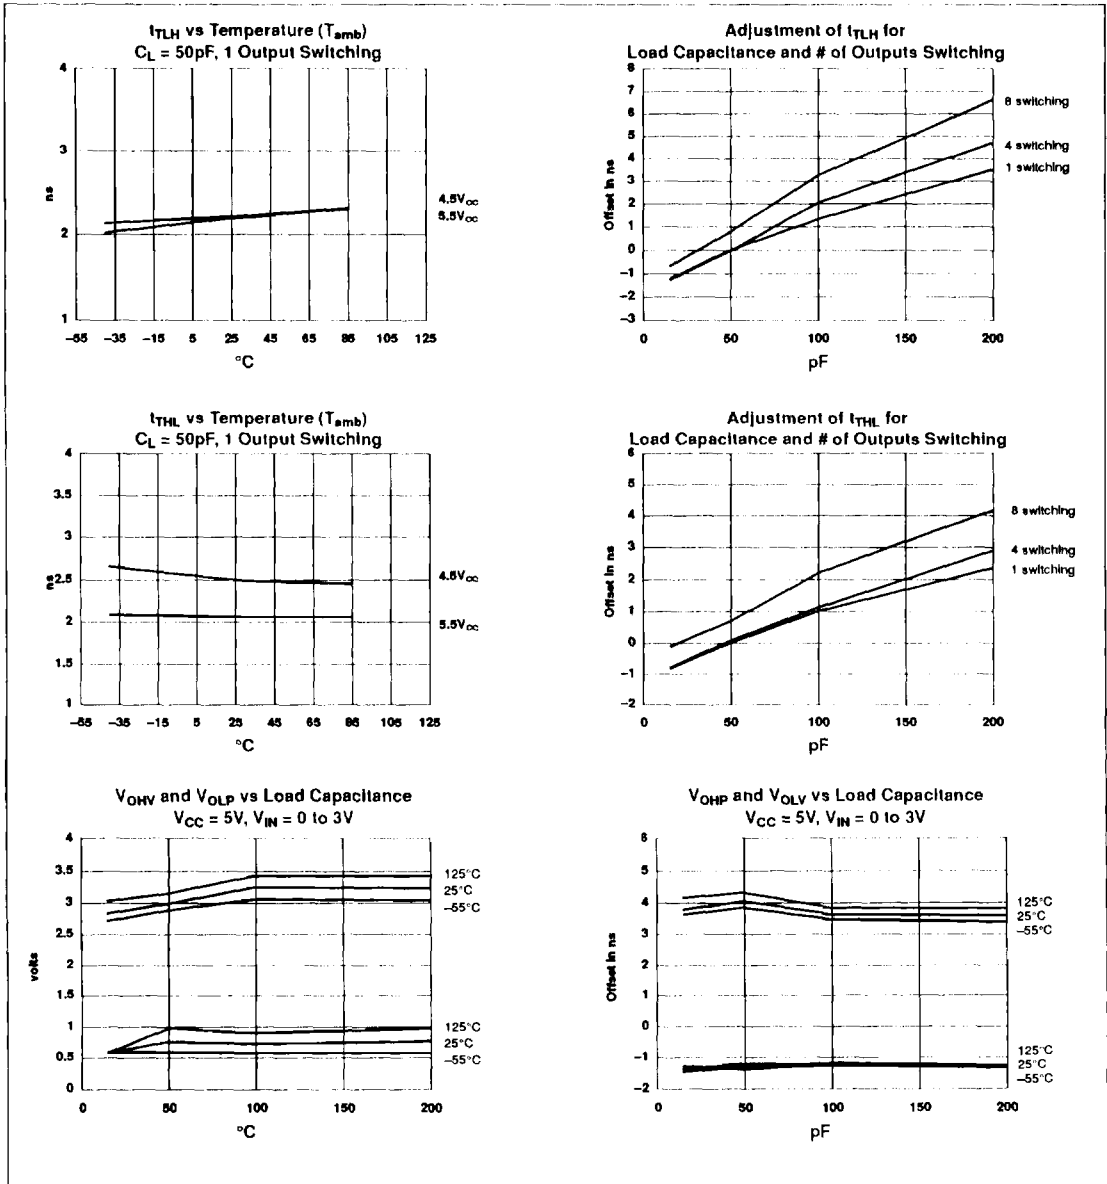 tTLH vs Temperature (Tamb)
CL = 50pF, 1 Output Switching
4
3
2
1
ns
4.5VCC
5.5VCC
–55 –35 –15 5 25 45 65 85 105 125
°C
Adjustment of tTLH for
Load Capacitance and # of Outputs Switching
8
7
6
5
4
3
2
1
0
–1
–2
–3
Offset in ns
8 switching
4 switching
1 switching
0 50 100 150 200
pF
tTHL vs Temperature (Tamb)
CL = 50pF, 1 Output Switching
4
3.5
3
2.5
2
1.5
1
ns
4.5VCC
5.5VCC
–55 –35 –15 5 25 45 65 85 105 125
°C
Adjustment of tTHL for
Load Capacitance and # of Outputs Switching
6
5
4
3
2
1
0
–1
–2
Offset in ns
8 switching
4 switching
1 switching
0 50 100 150 200
pF
VOHV and VOLP vs Load Capacitance
VCC = 5V, VIN = 0 to 3V
4
3.5
3
2.5
2
1.5
1
0.5
0
volts
125°C
25°C
–55°C
125°C
25°C
–55°C
0 50 100 150 200
°C
VOHP and VOLV vs Load Capacitance
VCC = 5V, VIN = 0 to 3V
6
5
4
3
2
1
0
–1
–2
Offset in ns
125°C
25°C
–55°C
125°C
25°C
–55°C
0 50 100 150 200
pF